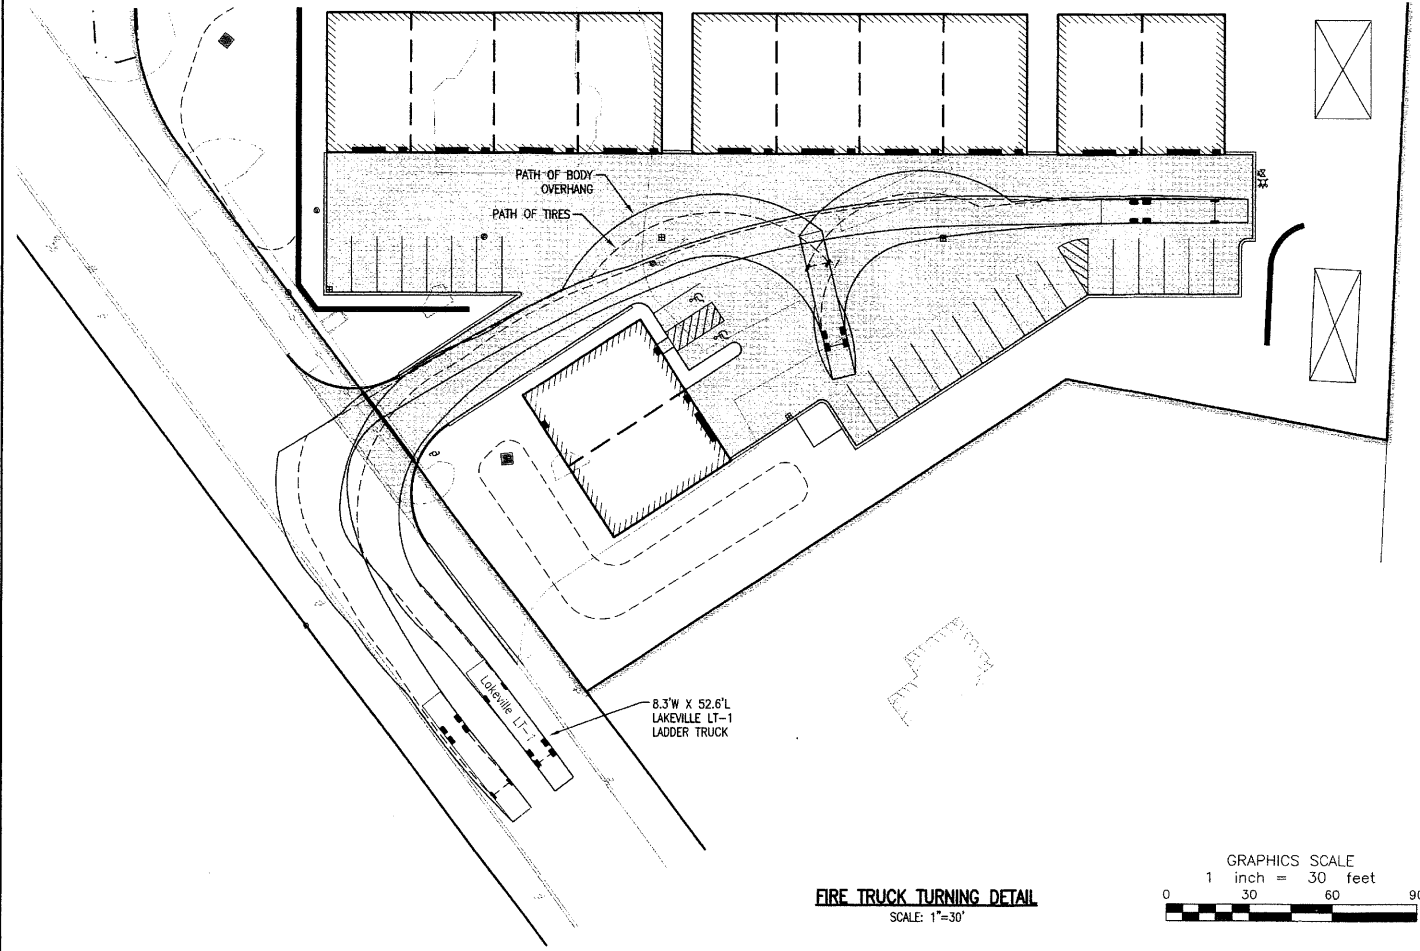 PATH OF BODY
OVERHANG
PATH OF TIRES
Lakeville LT-1
8.3'W X 52.6'L
LAKEVILLE LT-1
LADDER TRUCK
FIRE TRUCK TURNING DETAIL
SCALE: 1"=30'
GRAPHICS SCALE
1 inch = 30 feet
0 30 60 90